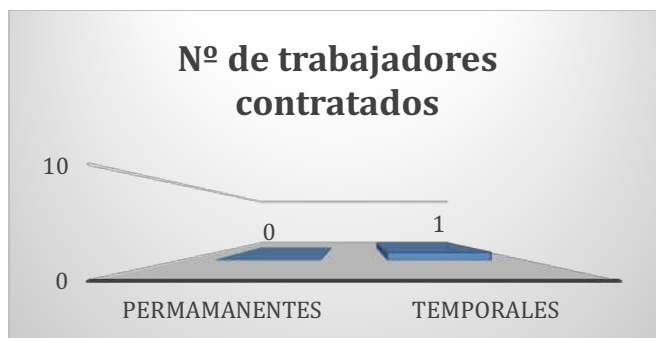 Nº de trabajadores
contratados
10
0
1
0
PERMAMANENTES
TEMPORALES